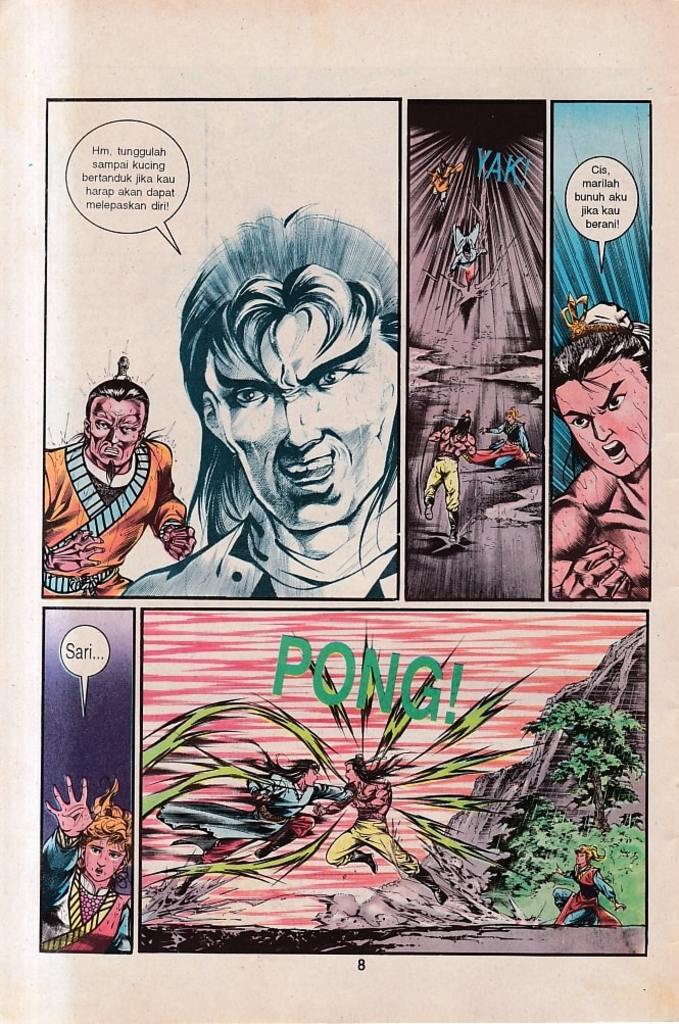 Hm, tunggulah
sampai kucing
bertanduk jika kau
harap akan dapat
melepaskan diri!
YAK!
Cis,
marilah
bunuh aku
jika kau
berani!
Sari...
PONG!
8